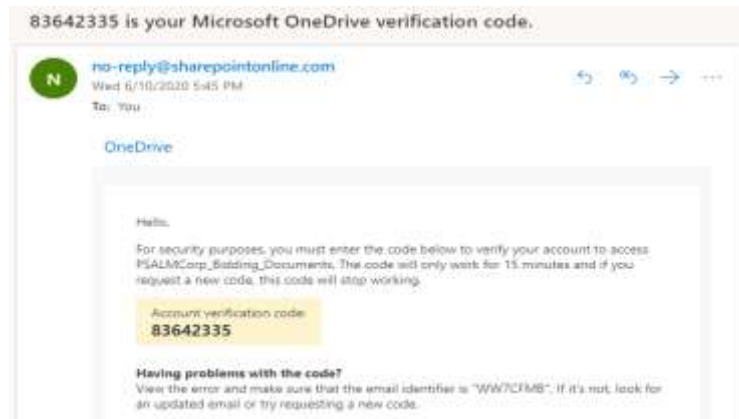 83642335 is your Microsoft OneDrive verification code.
N
no-reply@sharepointonline.com
Wed 6/10/2020 5:45 PM
To: You
OneDrive
Hello,
For security purposes, you must enter the code below to verify your account to access
PSALMCorp_Bidding_Documents. The code will only work for 15 minutes and if you
request a new code, this code will stop working.
Account verification code:
83642335
Having problems with the code?
View the error and make sure that the email identifier is "WW7CFMB". If it's not, look for
an updated email or try requesting a new code.